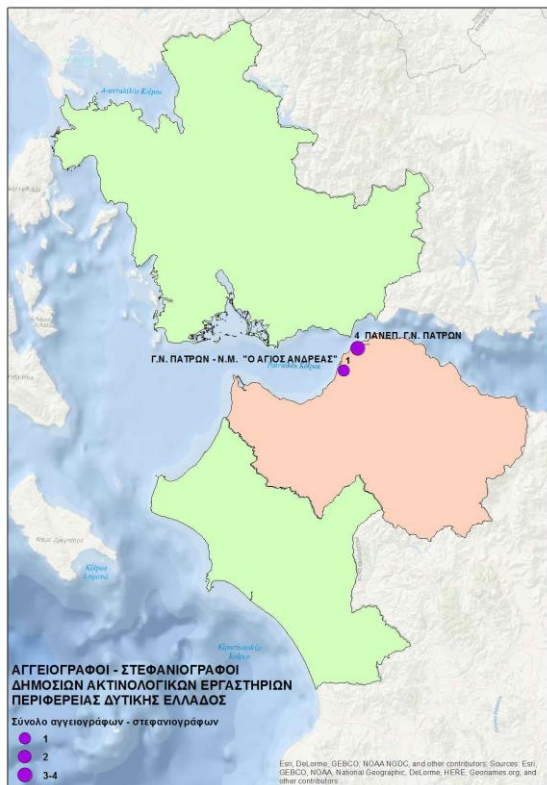 Αμβρακικός Κόλπος
4 ΠΑΝΕΠ. Γ.Ν. ΠΑΤΡΩΝ
Γ.Ν. ΠΑΤΡΩΝ - Ν.Μ. "Ο ΑΓΙΟΣ ΑΝΔΡΕΑΣ"
1
Πατραϊκός Κόλπος
Κυπαρισσιακός
Κόλπος
ΑΓΓΕΙΟΓΡΑΦΟΙ - ΣΤΕΦΑΝΙΟΓΡΑΦΟΙ
ΔΗΜΟΣΙΩΝ ΑΚΤΙΝΟΛΟΓΙΚΩΝ ΕΡΓΑΣΤΗΡΙΩΝ
ΠΕΡΙΦΕΡΕΙΑΣ ΔΥΤΙΚΗΣ ΕΛΛΑΔΟΣ
Σύνολο αγγειογράφων - στεφανιογράφων
1
2
3-4
Esri, DeLorme, GEBCO, NOAA NGDC, and other contributors; Sources: Esri,
GEBCO, NOAA, National Geographic, DeLorme, HERE, Geonames.org, and
other contributors